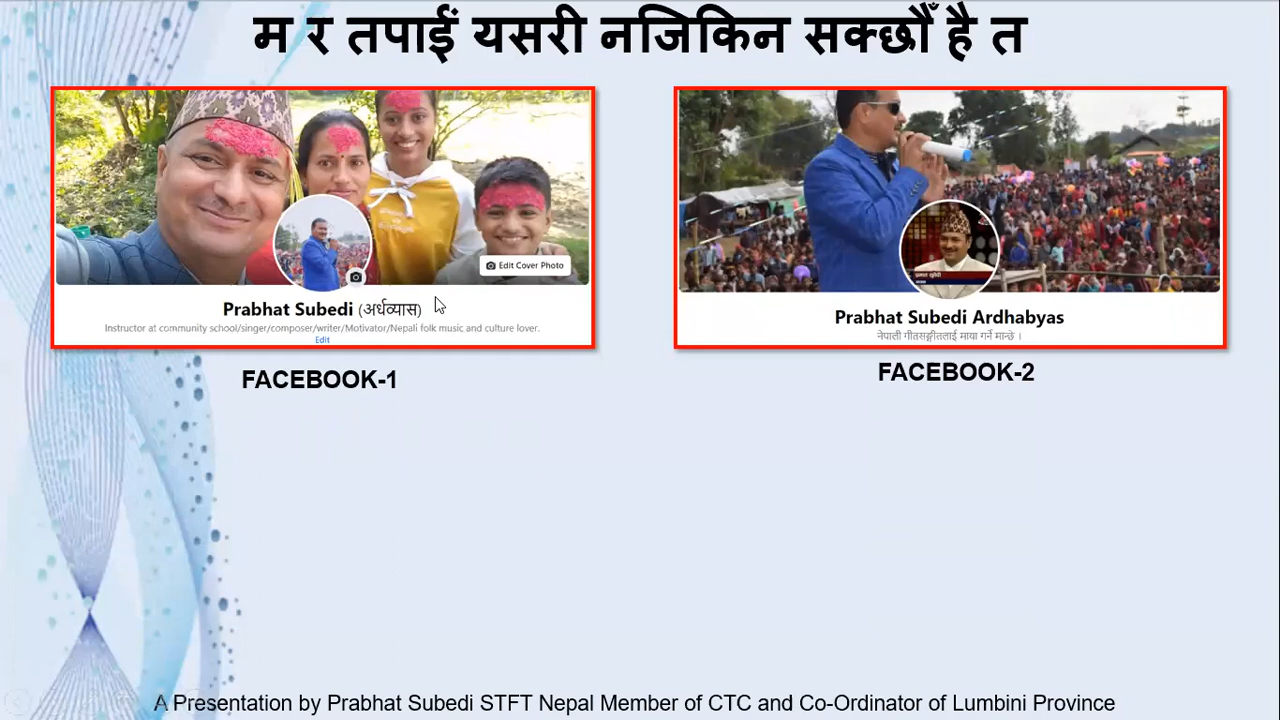 म र तपाईं यसरी नजिकिन सक्छौँ है त
Edit Cover Photo
Prabhat Subedi (अर्धव्यास)
Instructor at community school/singer/composer/writer/Motivator/Nepali folk music and culture lover.
Edit
FACEBOOK-1
Prabhat Subedi Ardhabyas
नेपाली गीतसङ्गीतलाई माया गर्ने मान्छे ।
FACEBOOK-2
A Presentation by Prabhat Subedi STFT Nepal Member of CTC and Co-Ordinator of Lumbini Province